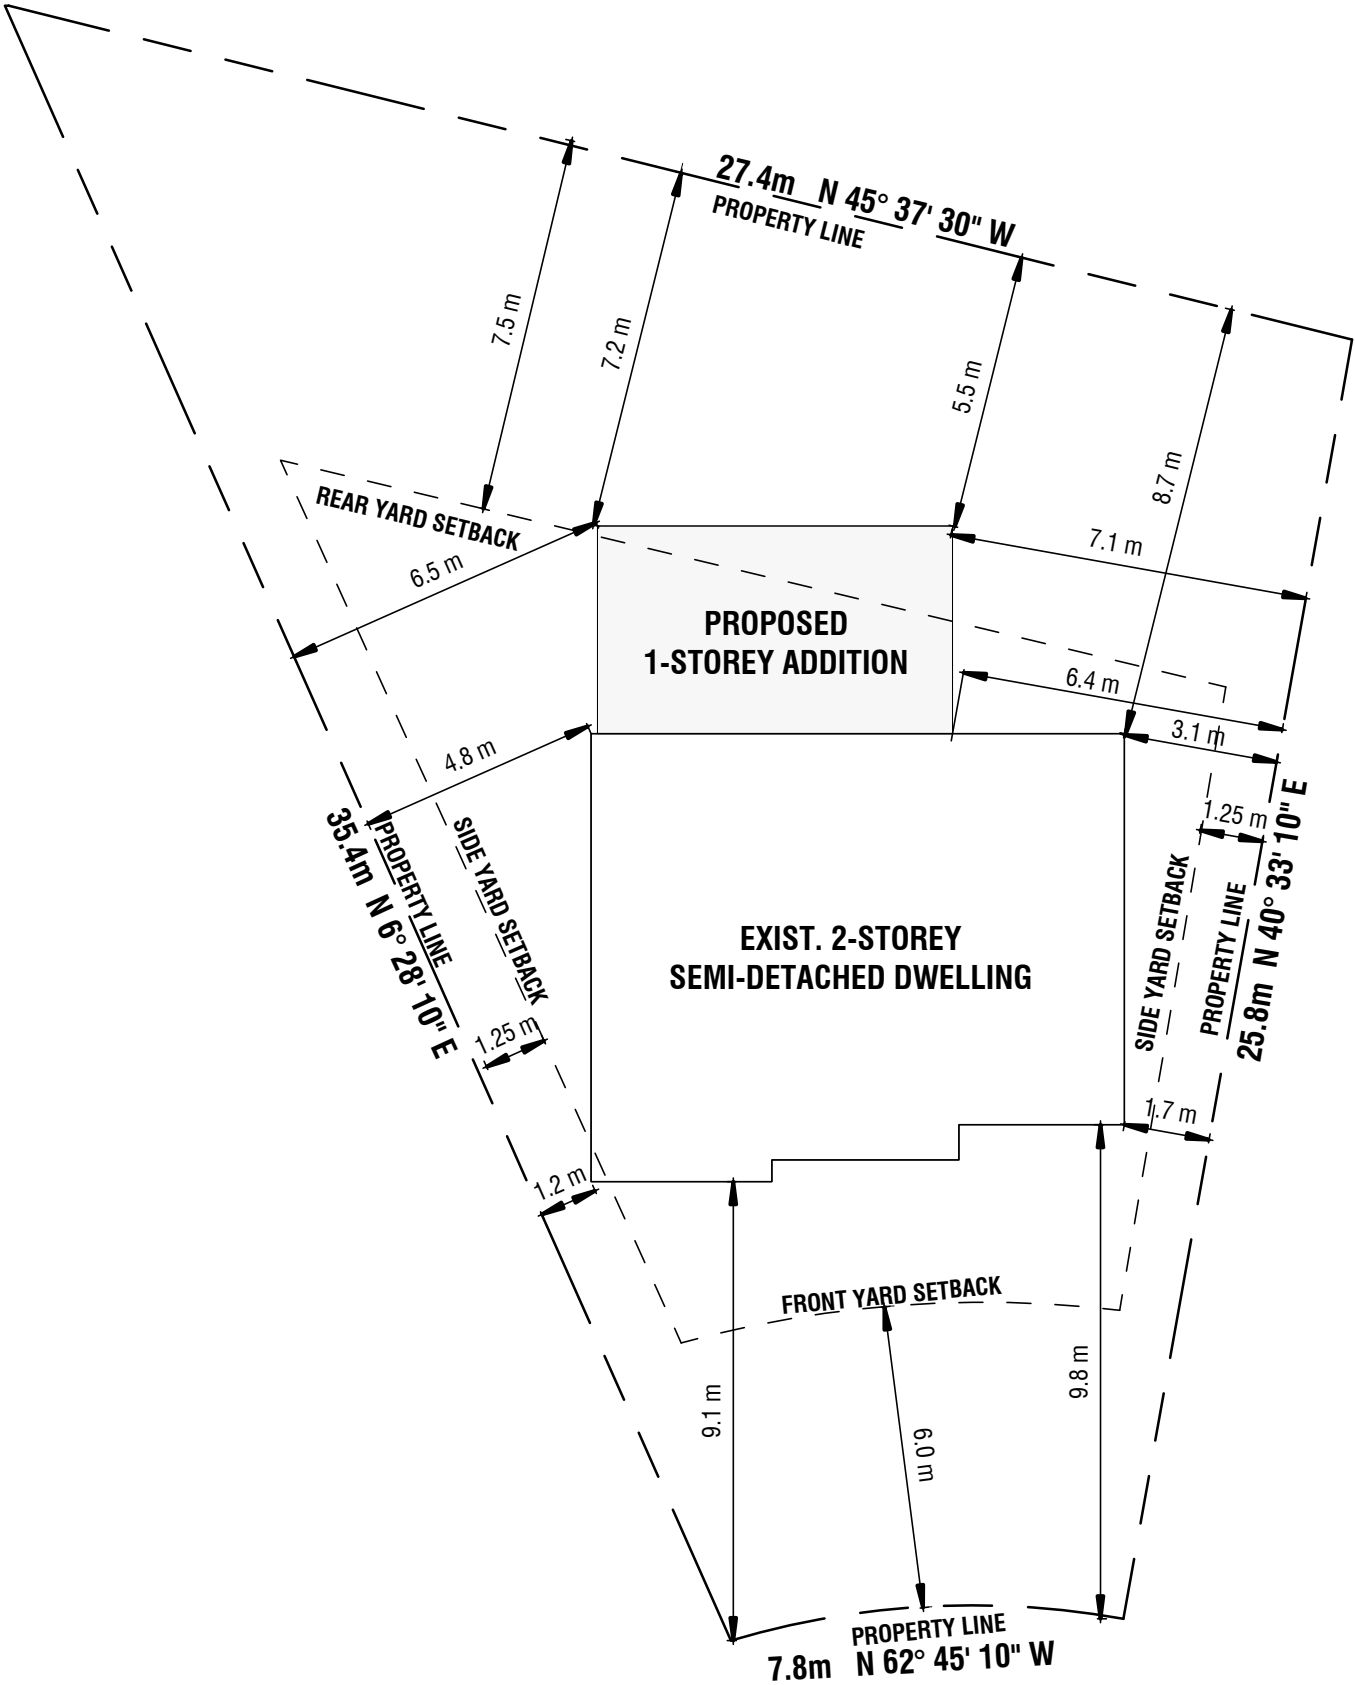 27.4m N 45° 37' 30" W
PROPERTY LINE
7.5 m
7.2 m
5.5 m
8.7 m
REAR YARD SETBACK
6.5 m
7.1 m
PROPOSED
1-STOREY ADDITION
6.4 m
3.1 m
4.8 m
1.25 m
35.4m N 6° 28' 10" E
PROPERTY LINE
SIDE YARD SETBACK
EXIST. 2-STOREY
SEMI-DETACHED DWELLING
SIDE YARD SETBACK
PROPERTY LINE
25.8m N 40° 33' 10" E
1.25 m
1.7 m
1.2 m
FRONT YARD SETBACK
9.1 m
6.0 m
9.8 m
PROPERTY LINE
7.8m N 62° 45' 10" W